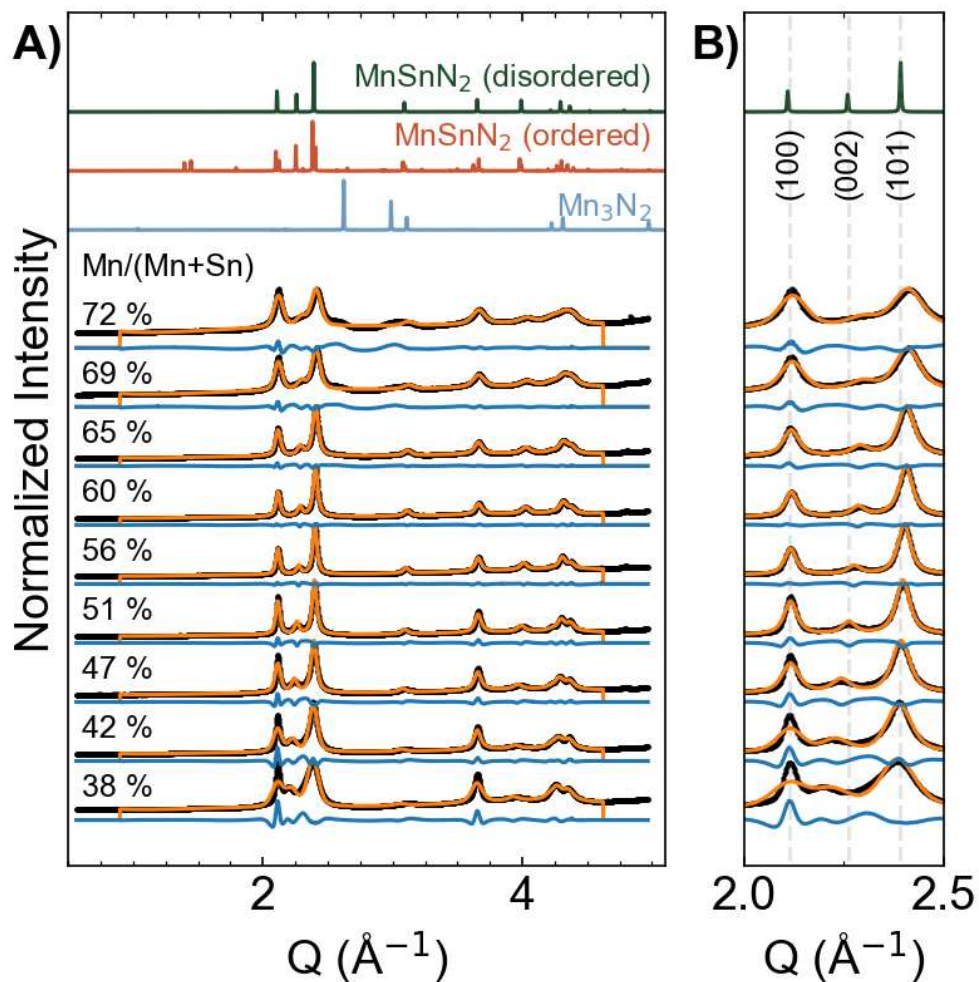 A)
MnSnN₂ (disordered)
MnSnN₂ (ordered)
Mn₃N₂
Mn/(Mn+Sn)
72 %
69 %
65 %
60 %
56 %
51 %
47 %
42 %
38 %
Normalized Intensity
2
4
Q (Å⁻¹)
B)
(100)
(002)
(101)
2.0
2.5
Q (Å⁻¹)